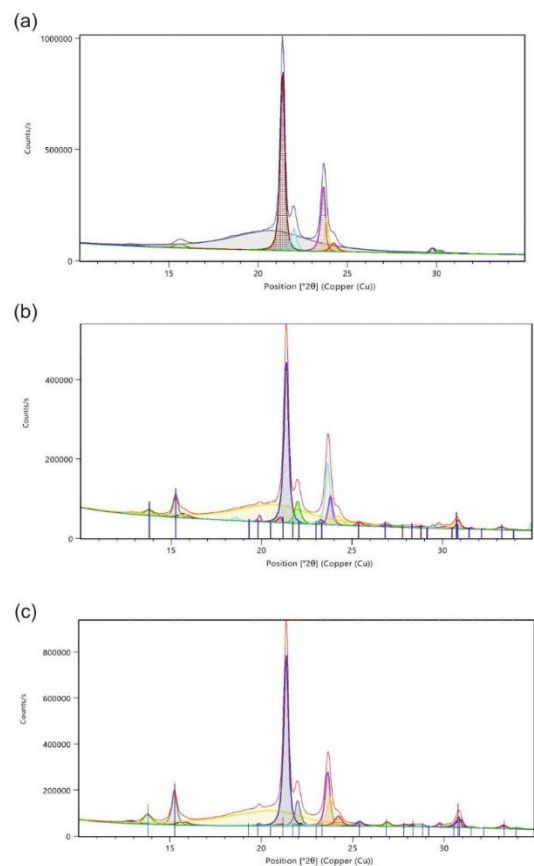 (a)
1000000
500000
0
Counts/s
15
20
25
30
Position [°2θ] (Copper (Cu))
(b)
400000
200000
0
Counts/s
15
20
25
30
Position [°2θ] (Copper (Cu))
(c)
800000
600000
400000
200000
0
Counts/s
15
20
25
30
Position [°2θ] (Copper (Cu))